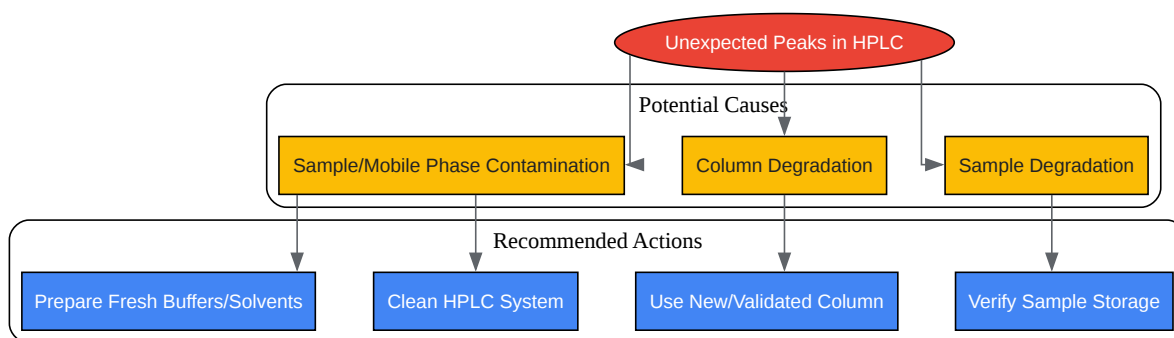 Unexpected Peaks in HPLC
Potential Causes
Sample/Mobile Phase Contamination
Column Degradation
Sample Degradation
Recommended Actions
Prepare Fresh Buffers/Solvents
Clean HPLC System
Use New/Validated Column
Verify Sample Storage